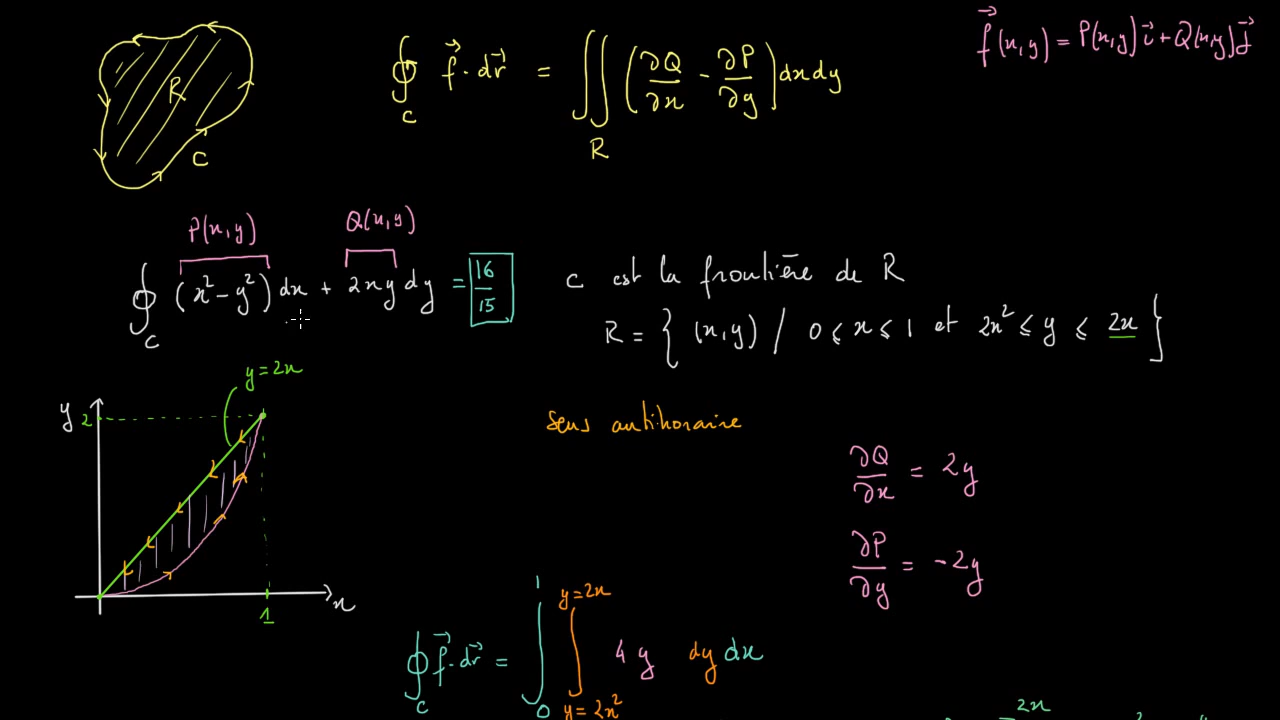 f⃗(x,y) = P(x,y) i⃗ + Q(x,y) j⃗
R
C
∮_C f⃗·dr⃗ = ∬_R (∂Q/∂x - ∂P/∂y) dx dy
P(x,y) Q(x,y)
∮_C (x² - y²) dx + 2xy dy = 16/15
C est la frontière de R
R = { (x,y) / 0 ⩽ x ⩽ 1 et 2x² ⩽ y ⩽ 2x }
y = 2x
y
2
x
1
sens antihoraire
∂Q/∂x = 2y
∂P/∂y = -2y
∮_C f⃗·dr⃗ = ∫_0^1 ∫_{y=2x²}^{y=2x} 4y dy dx
2x